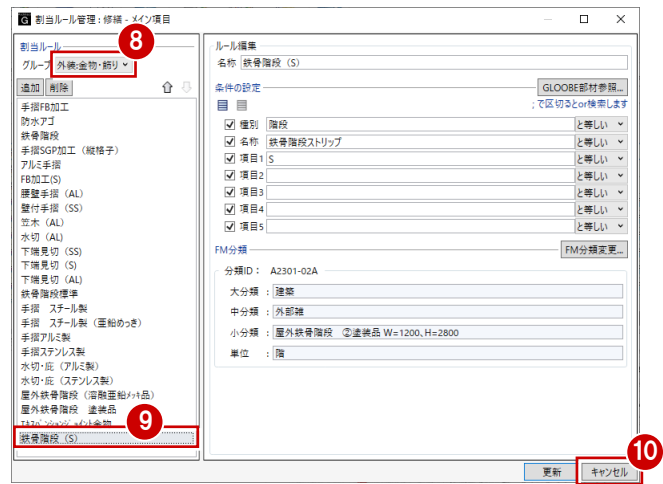 G 割当ルール管理 : 修繕 - メイン項目
割当ルール
グループ 外装:金物・飾り
8
追加 削除
手摺FB加工
防水アゴ
鉄骨階段
手摺SGP加工（縦格子）
アルミ手摺
FB加工(S)
腰壁手摺（AL）
壁付手摺（SS）
笠木（AL）
水切（AL）
下端見切（SS）
下端見切（S）
下端見切（AL）
鉄骨階段標準
手摺　スチール製
手摺　スチール製（亜鉛めっき）
手摺アルミ製
手摺ステンレス製
水切・庇（アルミ製）
水切・庇（ステンレス製）
屋外鉄骨階段（溶融亜鉛メッキ品）
屋外鉄骨階段　塗装品
ｴｷｽﾊﾟﾝｼｮﾝｼﾞｮｲﾝﾄ金物
9
鉄骨階段（S）
ルール編集
名称 鉄骨階段（S）
条件の設定 GLOOBE部材参照...
; で区切るとor検索します
種別 階段 と等しい
名称 鉄骨階段ストリップ と等しい
項目1 S と等しい
項目2 と等しい
項目3 と等しい
項目4 と等しい
項目5 と等しい
FM分類 FM分類変更...
分類ID : A2301-02A
大分類 : 建築
中分類 : 外部雑
小分類 : 屋外鉄骨階段　②塗装品 W=1200、H=2800
単位 : 階
10
更新 キャンセル